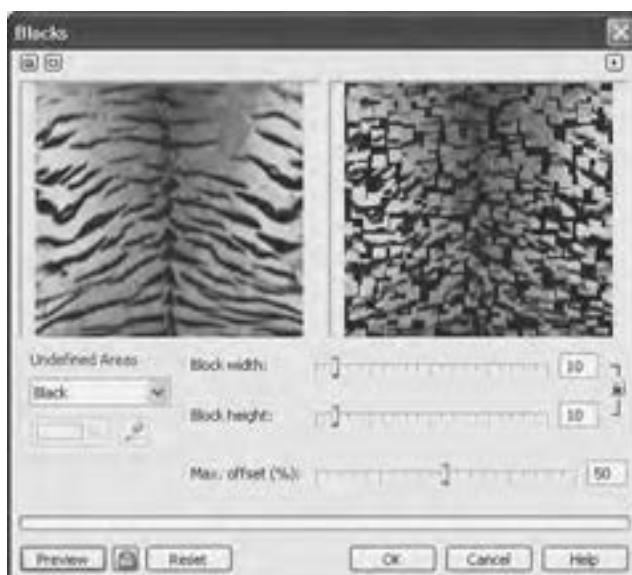 Blocks
Undefined Areas
Black
Block width: 10
Block height: 10
Max. offset (%): 50
Preview Reset OK Cancel Help